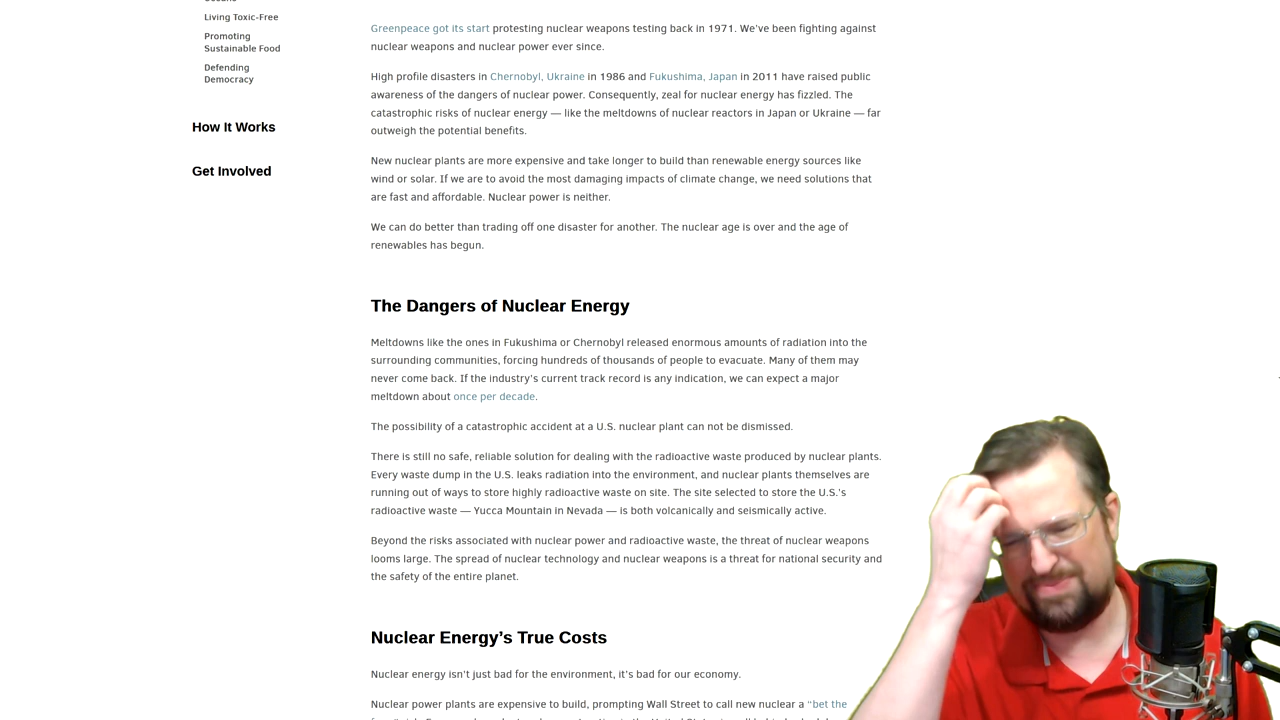 Living Toxic-Free
Promoting
Sustainable Food
Defending
Democracy
How It Works
Get Involved
Greenpeace got its start protesting nuclear weapons testing back in 1971. We've been fighting against
nuclear weapons and nuclear power ever since.
High profile disasters in Chernobyl, Ukraine in 1986 and Fukushima, Japan in 2011 have raised public
awareness of the dangers of nuclear power. Consequently, zeal for nuclear energy has fizzled. The
catastrophic risks of nuclear energy — like the meltdowns of nuclear reactors in Japan or Ukraine — far
outweigh the potential benefits.
New nuclear plants are more expensive and take longer to build than renewable energy sources like
wind or solar. If we are to avoid the most damaging impacts of climate change, we need solutions that
are fast and affordable. Nuclear power is neither.
We can do better than trading off one disaster for another. The nuclear age is over and the age of
renewables has begun.
The Dangers of Nuclear Energy
Meltdowns like the ones in Fukushima or Chernobyl released enormous amounts of radiation into the
surrounding communities, forcing hundreds of thousands of people to evacuate. Many of them may
never come back. If the industry's current track record is any indication, we can expect a major
meltdown about once per decade.
The possibility of a catastrophic accident at a U.S. nuclear plant can not be dismissed.
There is still no safe, reliable solution for dealing with the radioactive waste produced by nuclear plants.
Every waste dump in the U.S. leaks radiation into the environment, and nuclear plants themselves are
running out of ways to store highly radioactive waste on site. The site selected to store the U.S.'s
radioactive waste — Yucca Mountain in Nevada — is both volcanically and seismically active.
Beyond the risks associated with nuclear power and radioactive waste, the threat of nuclear weapons
looms large. The spread of nuclear technology and nuclear weapons is a threat for national security and
the safety of the entire planet.
Nuclear Energy's True Costs
Nuclear energy isn't just bad for the environment, it's bad for our economy.
Nuclear power plants are expensive to build, prompting Wall Street to call new nuclear a "bet the